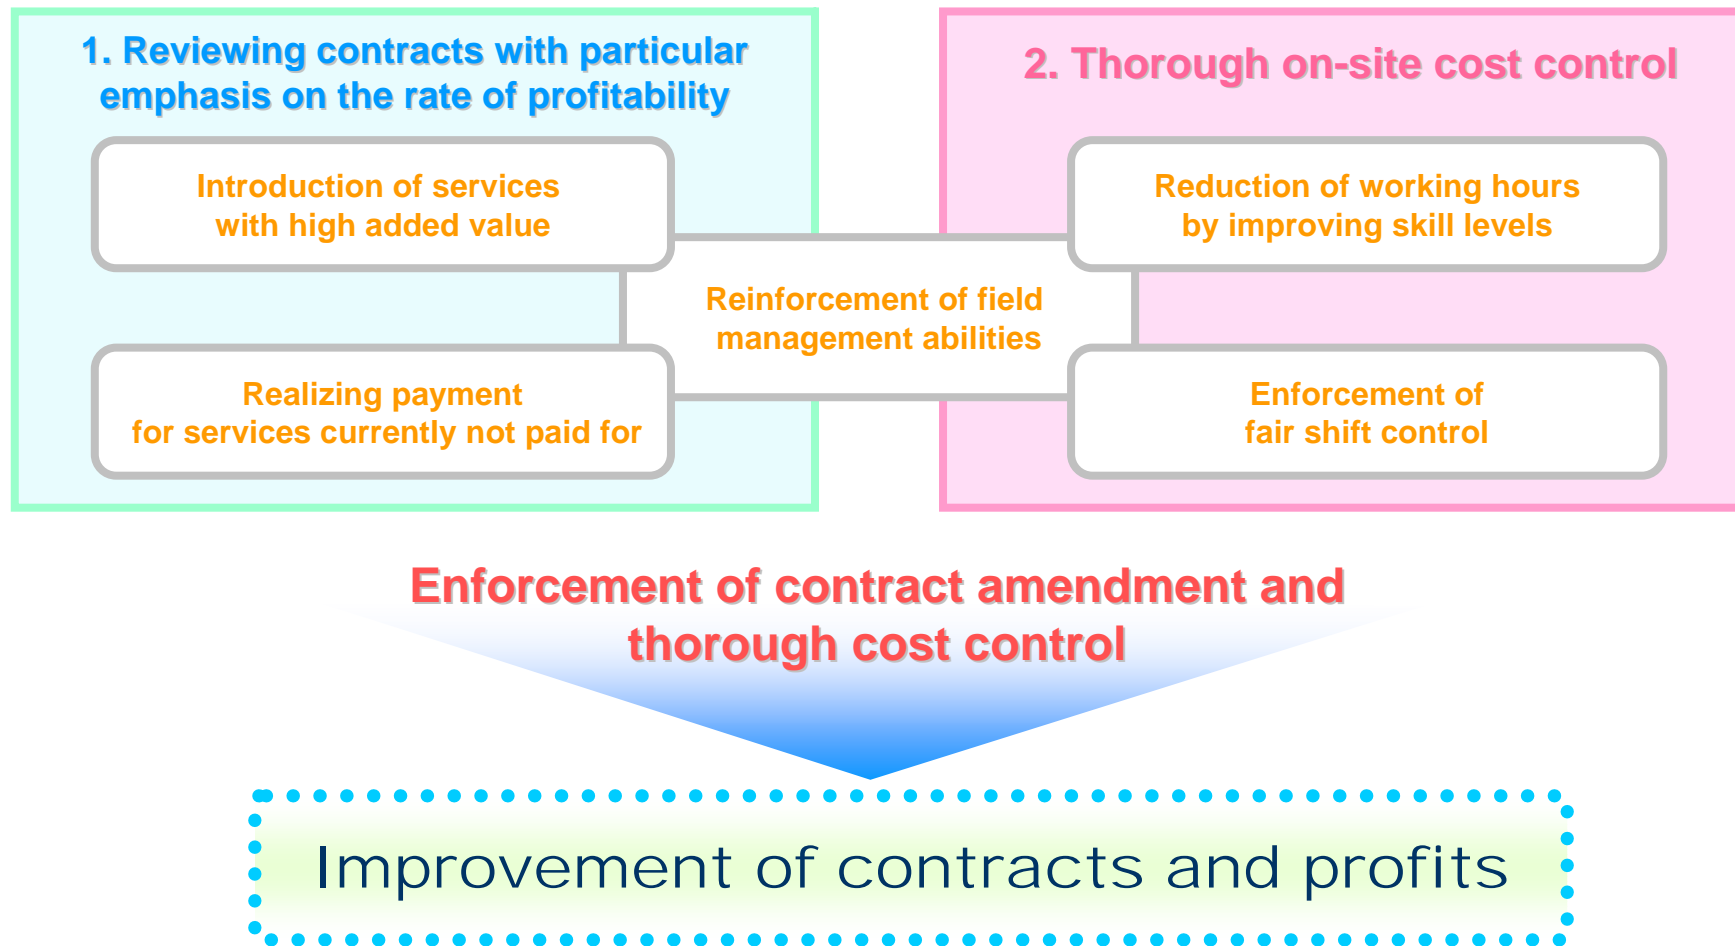 1. Reviewing contracts with particular
emphasis on the rate of profitability
Introduction of services
with high added value
Realizing payment
for services currently not paid for
Reinforcement of field
management abilities
2. Thorough on-site cost control
Reduction of working hours
by improving skill levels
Enforcement of
fair shift control
Enforcement of contract amendment and
thorough cost control
Improvement of contracts and profits